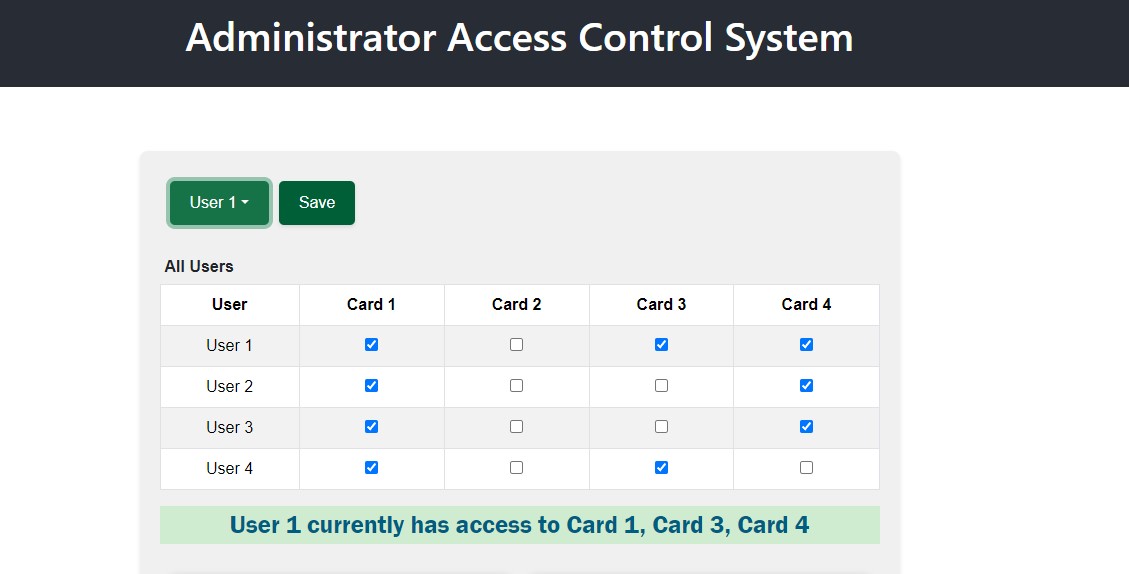 Administrator Access Control System
User 1
Save
All Users
User Card 1 Card 2 Card 3 Card 4
User 1
User 2
User 3
User 4
User 1 currently has access to Card 1, Card 3, Card 4